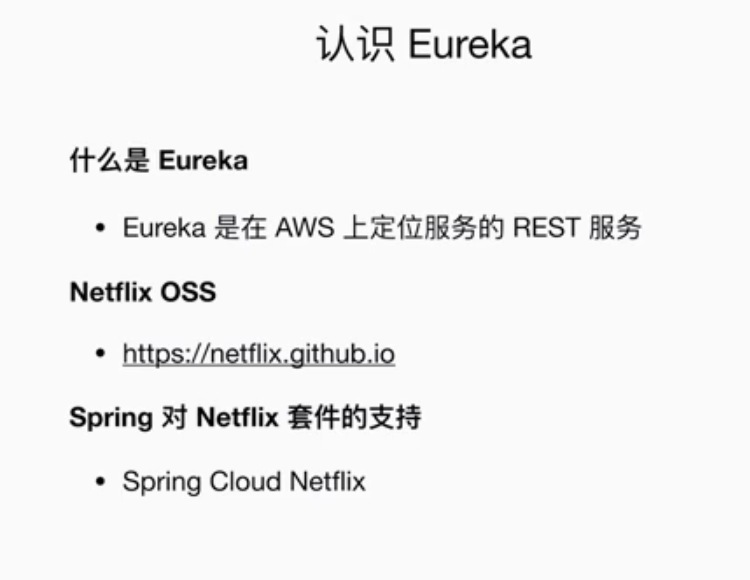 认识 Eureka
什么是 Eureka
• Eureka 是在 AWS 上定位服务的 REST 服务
Netflix OSS
• https://netflix.github.io
Spring 对 Netflix 套件的支持
• Spring Cloud Netflix